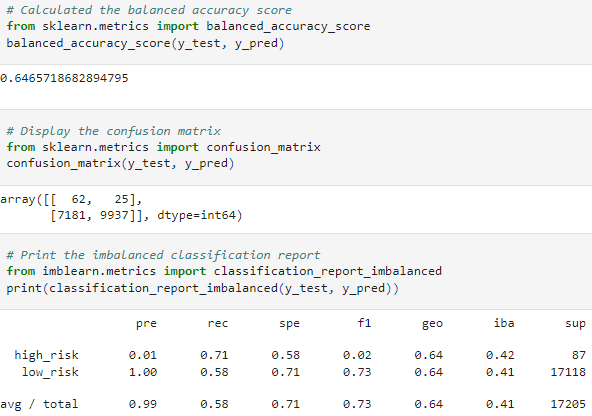 # Calculated the balanced accuracy score
from sklearn.metrics import balanced_accuracy_score
balanced_accuracy_score(y_test, y_pred)
0.6465718682894795
# Display the confusion matrix
from sklearn.metrics import confusion_matrix
confusion_matrix(y_test, y_pred)
array([[  62,   25],
       [7181, 9937]], dtype=int64)
# Print the imbalanced classification report
from imblearn.metrics import classification_report_imbalanced
print(classification_report_imbalanced(y_test, y_pred))
pre rec spe f1 geo iba sup
high_risk 0.01 0.71 0.58 0.02 0.64 0.42 87
low_risk 1.00 0.58 0.71 0.73 0.64 0.41 17118
avg / total 0.99 0.58 0.71 0.73 0.64 0.41 17205